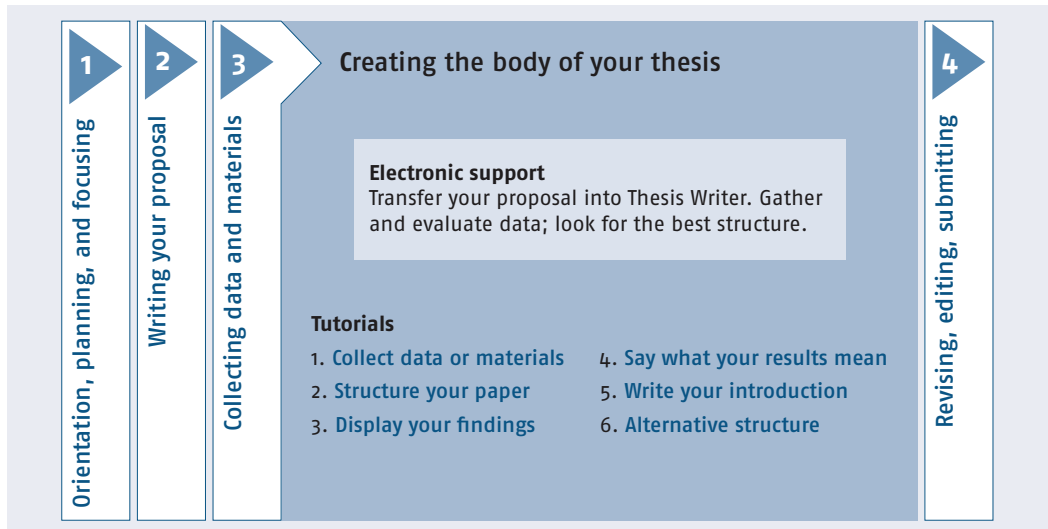 1
Orientation, planning, and focusing
2
Writing your proposal
3
Collecting data and materials
Creating the body of your thesis
Electronic support
Transfer your proposal into Thesis Writer. Gather
and evaluate data; look for the best structure.
Tutorials
1. Collect data or materials
2. Structure your paper
3. Display your findings
4. Say what your results mean
5. Write your introduction
6. Alternative structure
4
Revising, editing, submitting